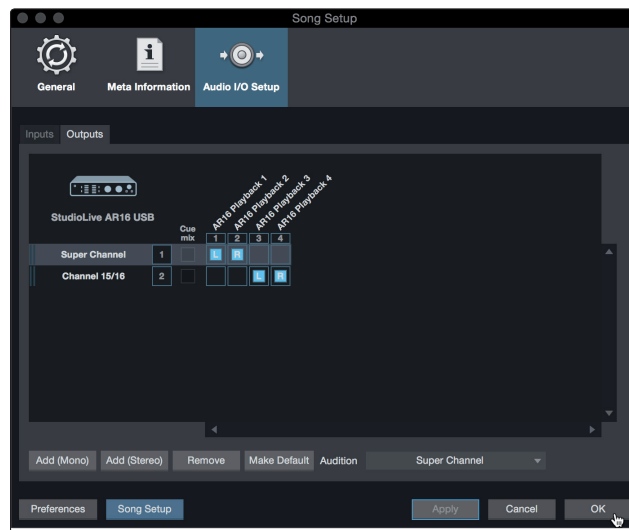 Song Setup
General Meta Information Audio I/O Setup
Inputs Outputs
StudioLive AR16 USB
Cue mix
AR16 Playback 1
AR16 Playback 2
AR16 Playback 3
AR16 Playback 4
1 2 3 4
Super Channel 1 L R
Channel 15/16 2 L R
Add (Mono) Add (Stereo) Remove Make Default Audition Super Channel
Preferences Song Setup Apply Cancel OK